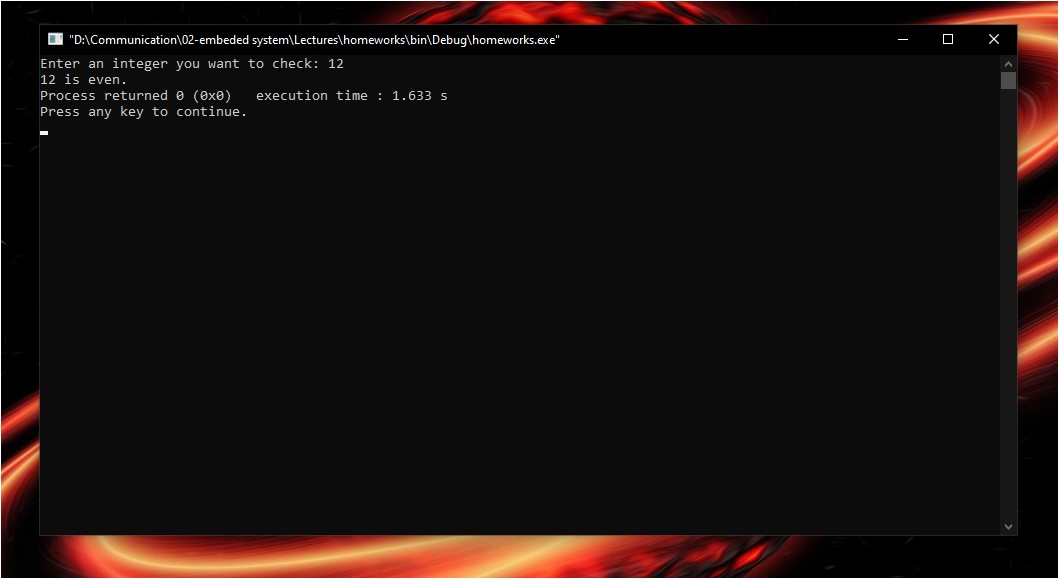 "D:\Communication\02-embeded system\Lectures\homeworks\bin\Debug\homeworks.exe"
Enter an integer you want to check: 12
12 is even.
Process returned 0 (0x0)   execution time : 1.633 s
Press any key to continue.